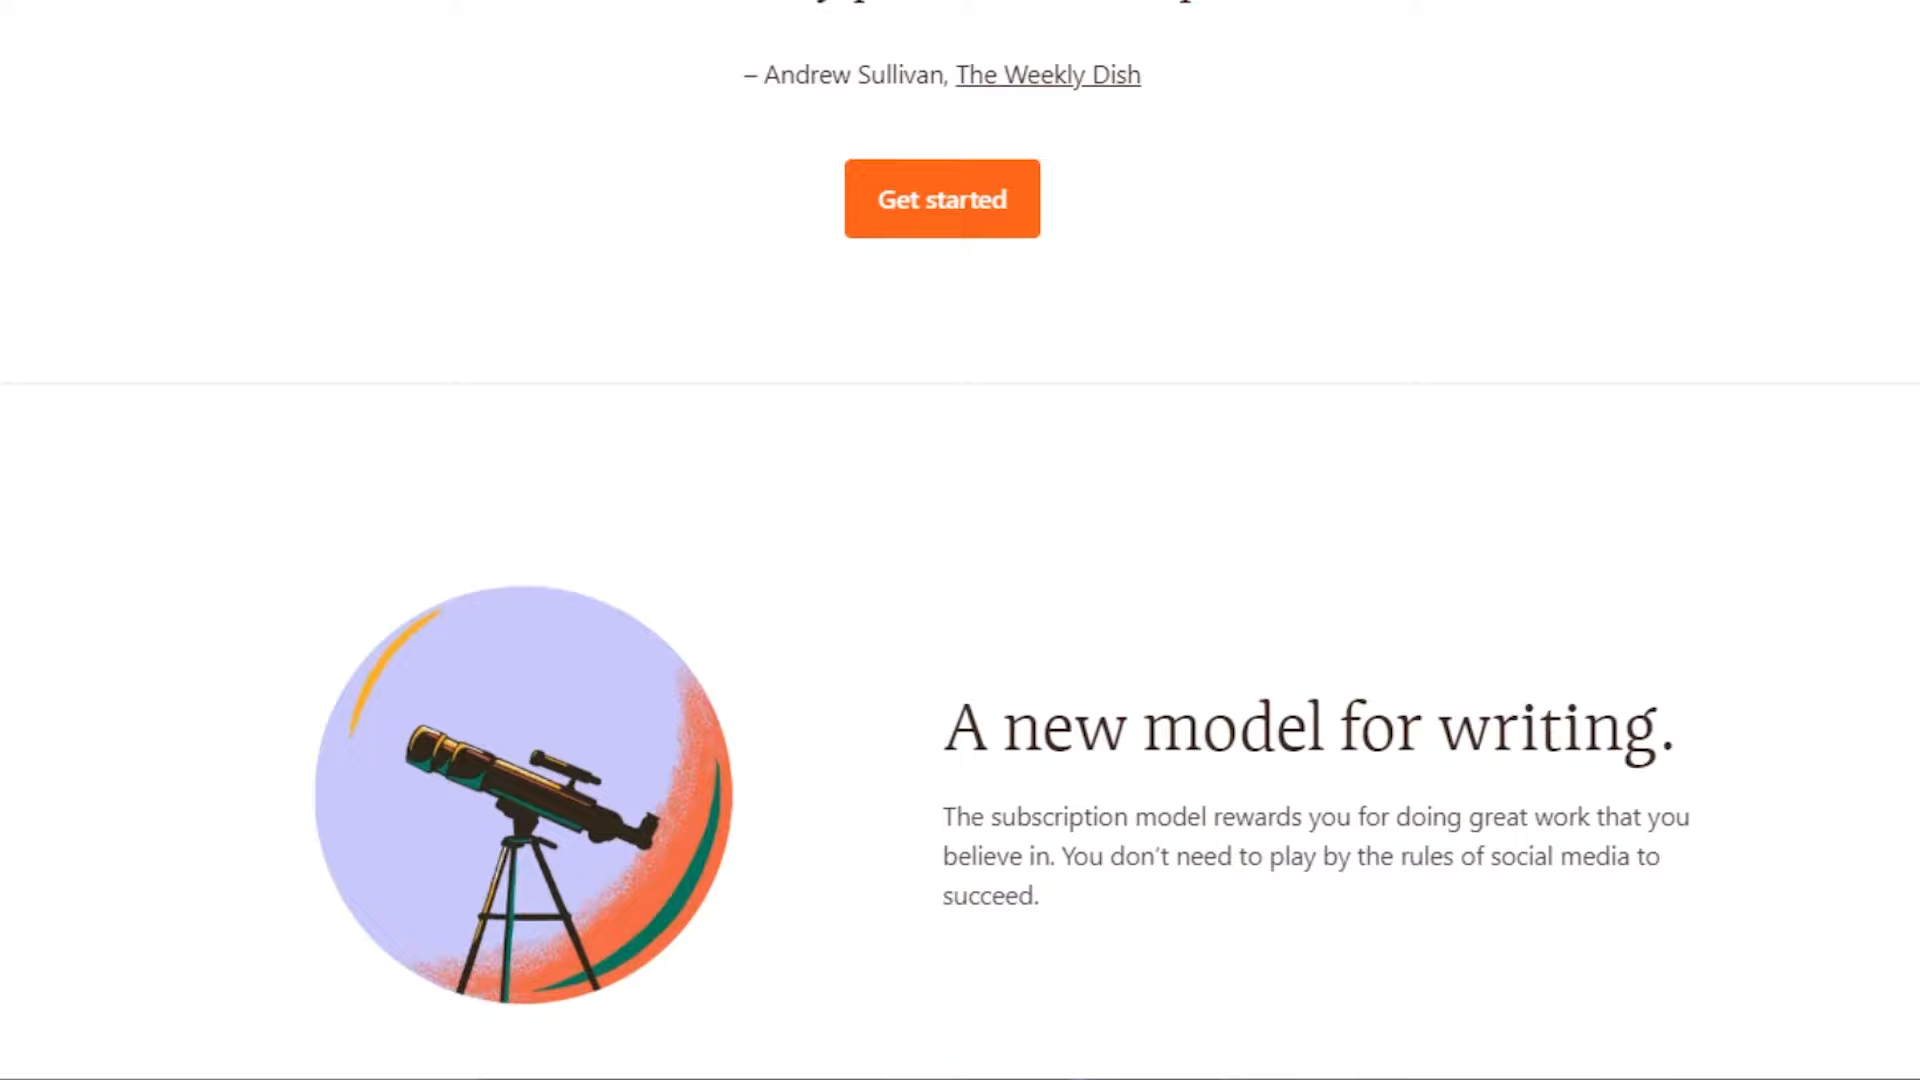 – Andrew Sullivan, The Weekly Dish
Get started
A new model for writing.
The subscription model rewards you for doing great work that you
believe in. You don’t need to play by the rules of social media to
succeed.